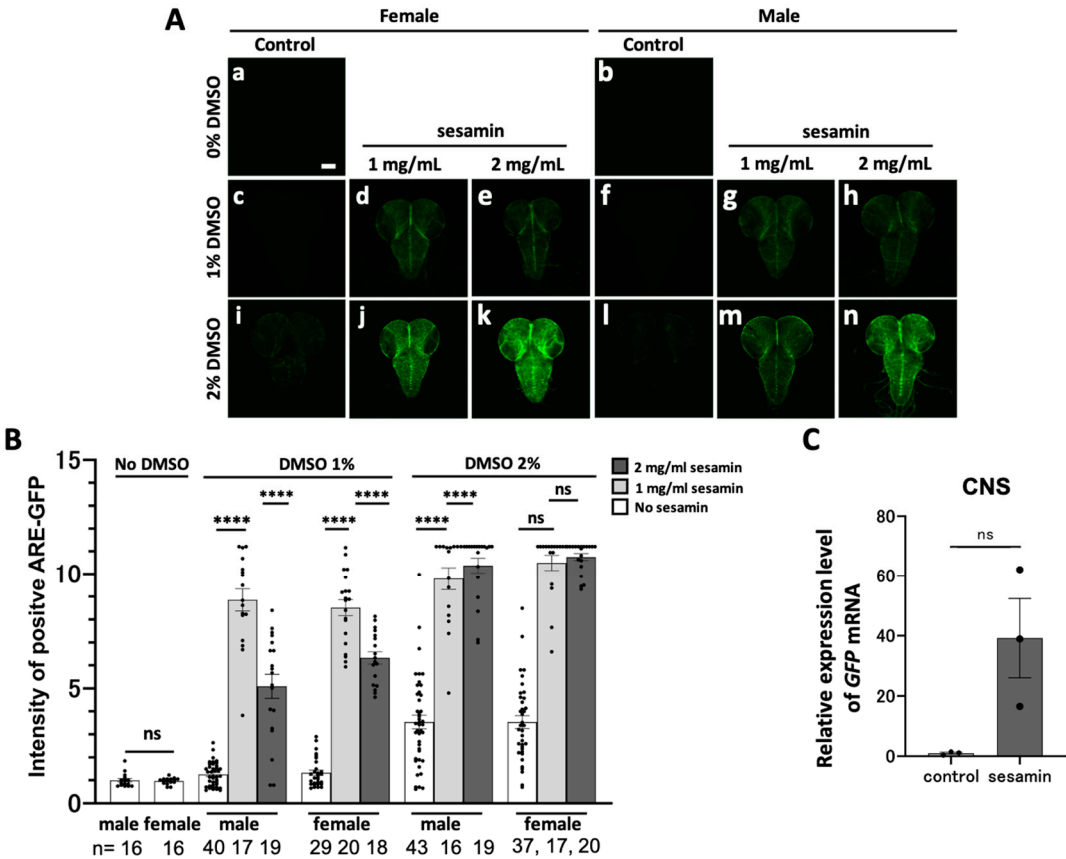 A
Female
Male
Control
Control
0% DMSO
a
b
sesamin
sesamin
1 mg/mL
2 mg/mL
1 mg/mL
2 mg/mL
1% DMSO
c
d
e
f
g
h
2% DMSO
i
j
k
l
m
n
B
Intensity of positve ARE-GFP
15
10
5
0
No DMSO
DMSO 1%
DMSO 2%
2 mg/ml sesamin
1 mg/ml sesamin
No sesamin
ns
****
****
****
****
****
****
ns
ns
male female
male
female
male
female
n= 16 16 40 17 19 29 20 18 43 16 19 37, 17, 20
C
CNS
Relative expression level
of GFP mRNA
80
60
40
20
0
ns
control sesamin